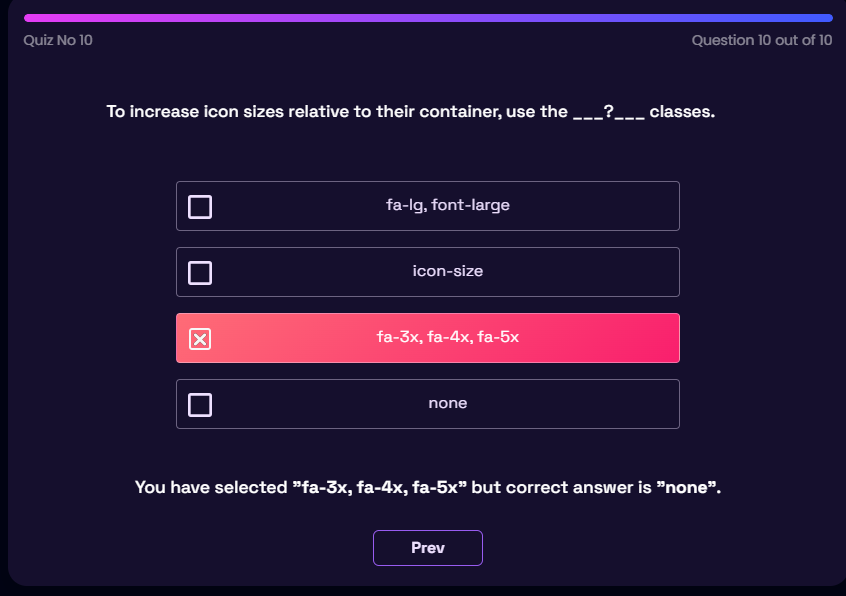 Quiz No 10
Question 10 out of 10
To increase icon sizes relative to their container, use the ___?___ classes.
fa-lg, font-large
icon-size
fa-3x, fa-4x, fa-5x
none
You have selected ”fa-3x, fa-4x, fa-5x” but correct answer is ”none”.
Prev